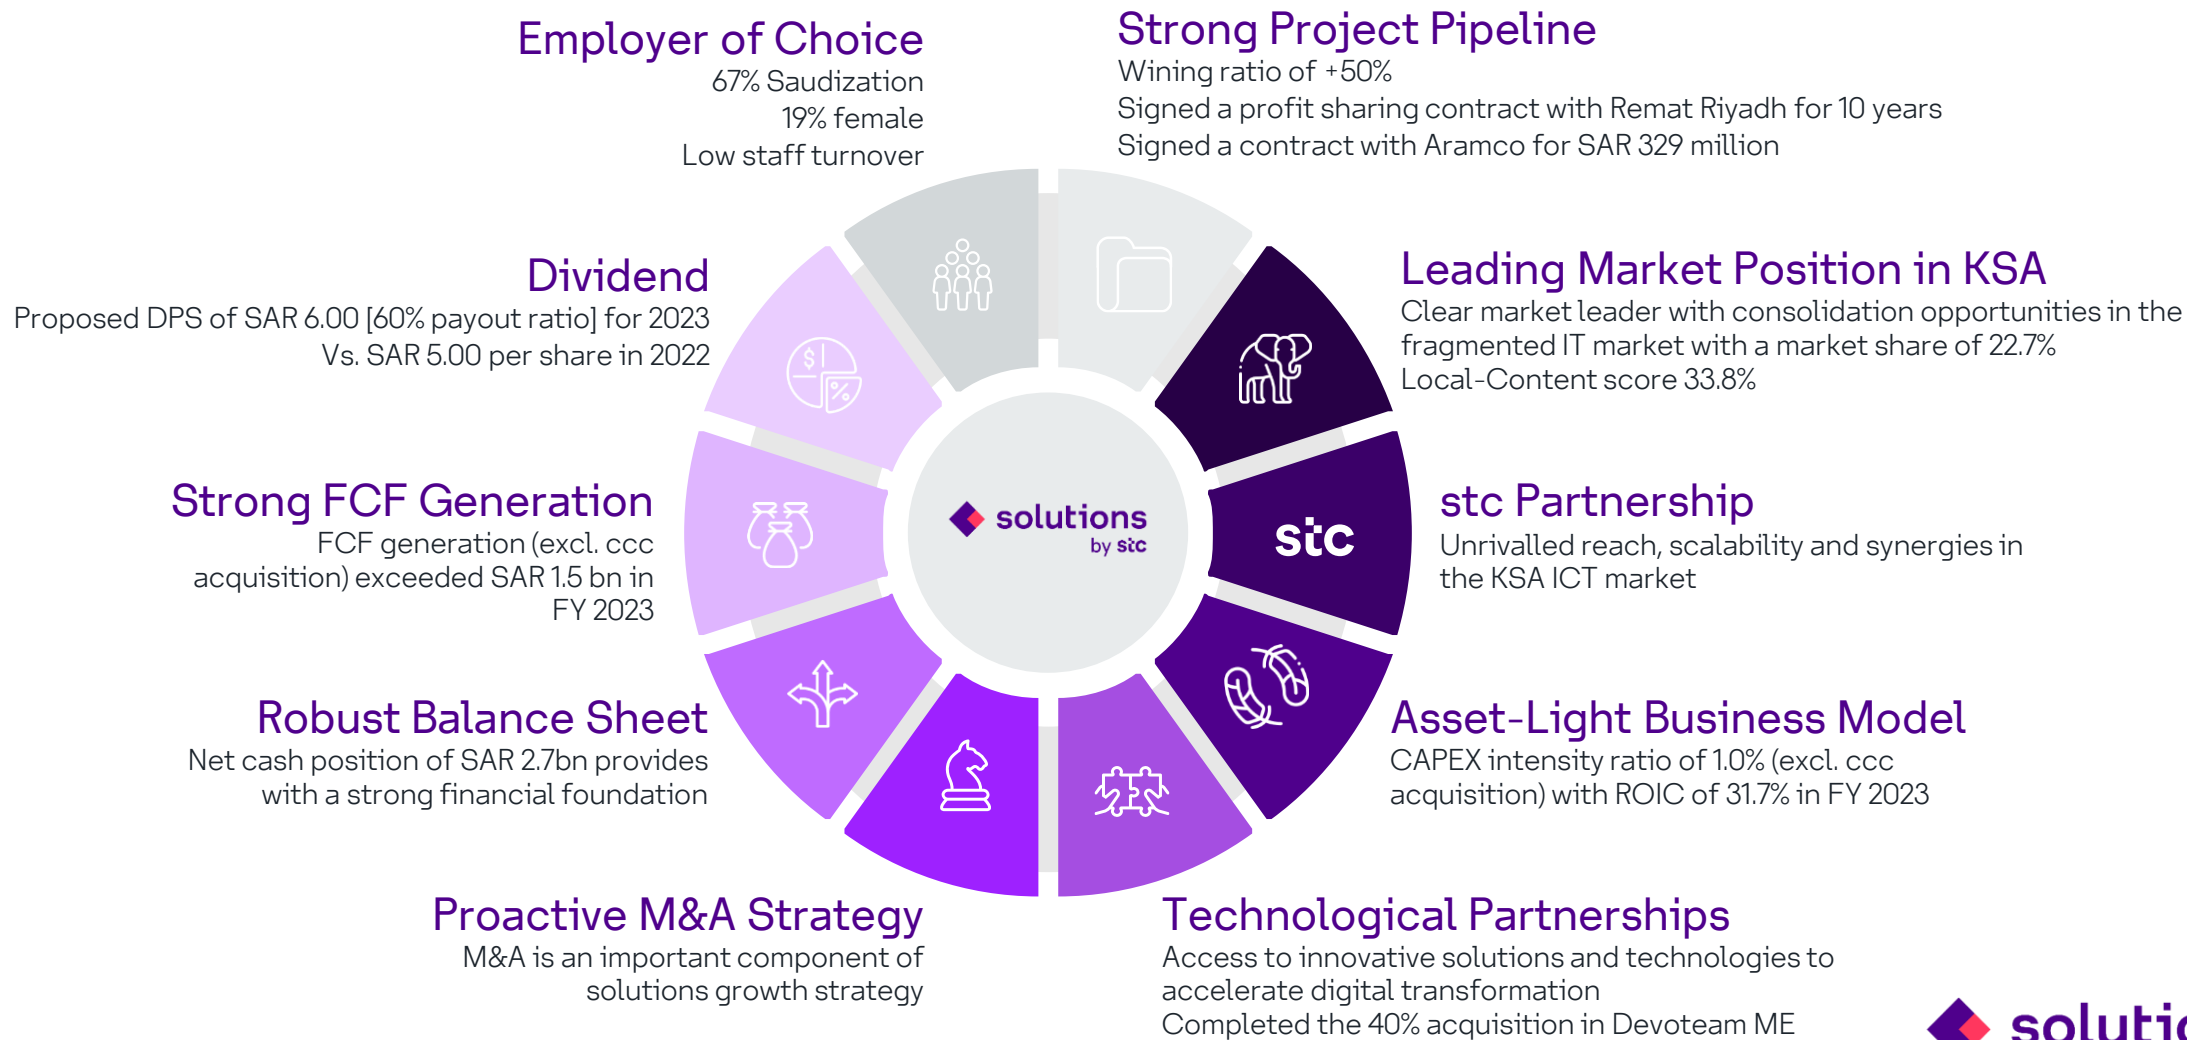 Employer of Choice
67% Saudization
19% female
Low staff turnover
Strong Project Pipeline
Wining ratio of +50%
Signed a profit sharing contract with Remat Riyadh for 10 years
Signed a contract with Aramco for SAR 329 million
Dividend
Proposed DPS of SAR 6.00 [60% payout ratio] for 2023
Vs. SAR 5.00 per share in 2022
Leading Market Position in KSA
Clear market leader with consolidation opportunities in the
fragmented IT market with a market share of 22.7%
Local-Content score 33.8%
$
%
Strong FCF Generation
FCF generation (excl. ccc
acquisition) exceeded SAR 1.5 bn in
FY 2023
solutions
by stc
stc
stc Partnership
Unrivalled reach, scalability and synergies in
the KSA ICT market
Robust Balance Sheet
Net cash position of SAR 2.7bn provides
with a strong financial foundation
Asset-Light Business Model
CAPEX intensity ratio of 1.0% (excl. ccc
acquisition) with ROIC of 31.7% in FY 2023
Proactive M&A Strategy
M&A is an important component of
solutions growth strategy
Technological Partnerships
Access to innovative solutions and technologies to
accelerate digital transformation
Completed the 40% acquisition in Devoteam ME